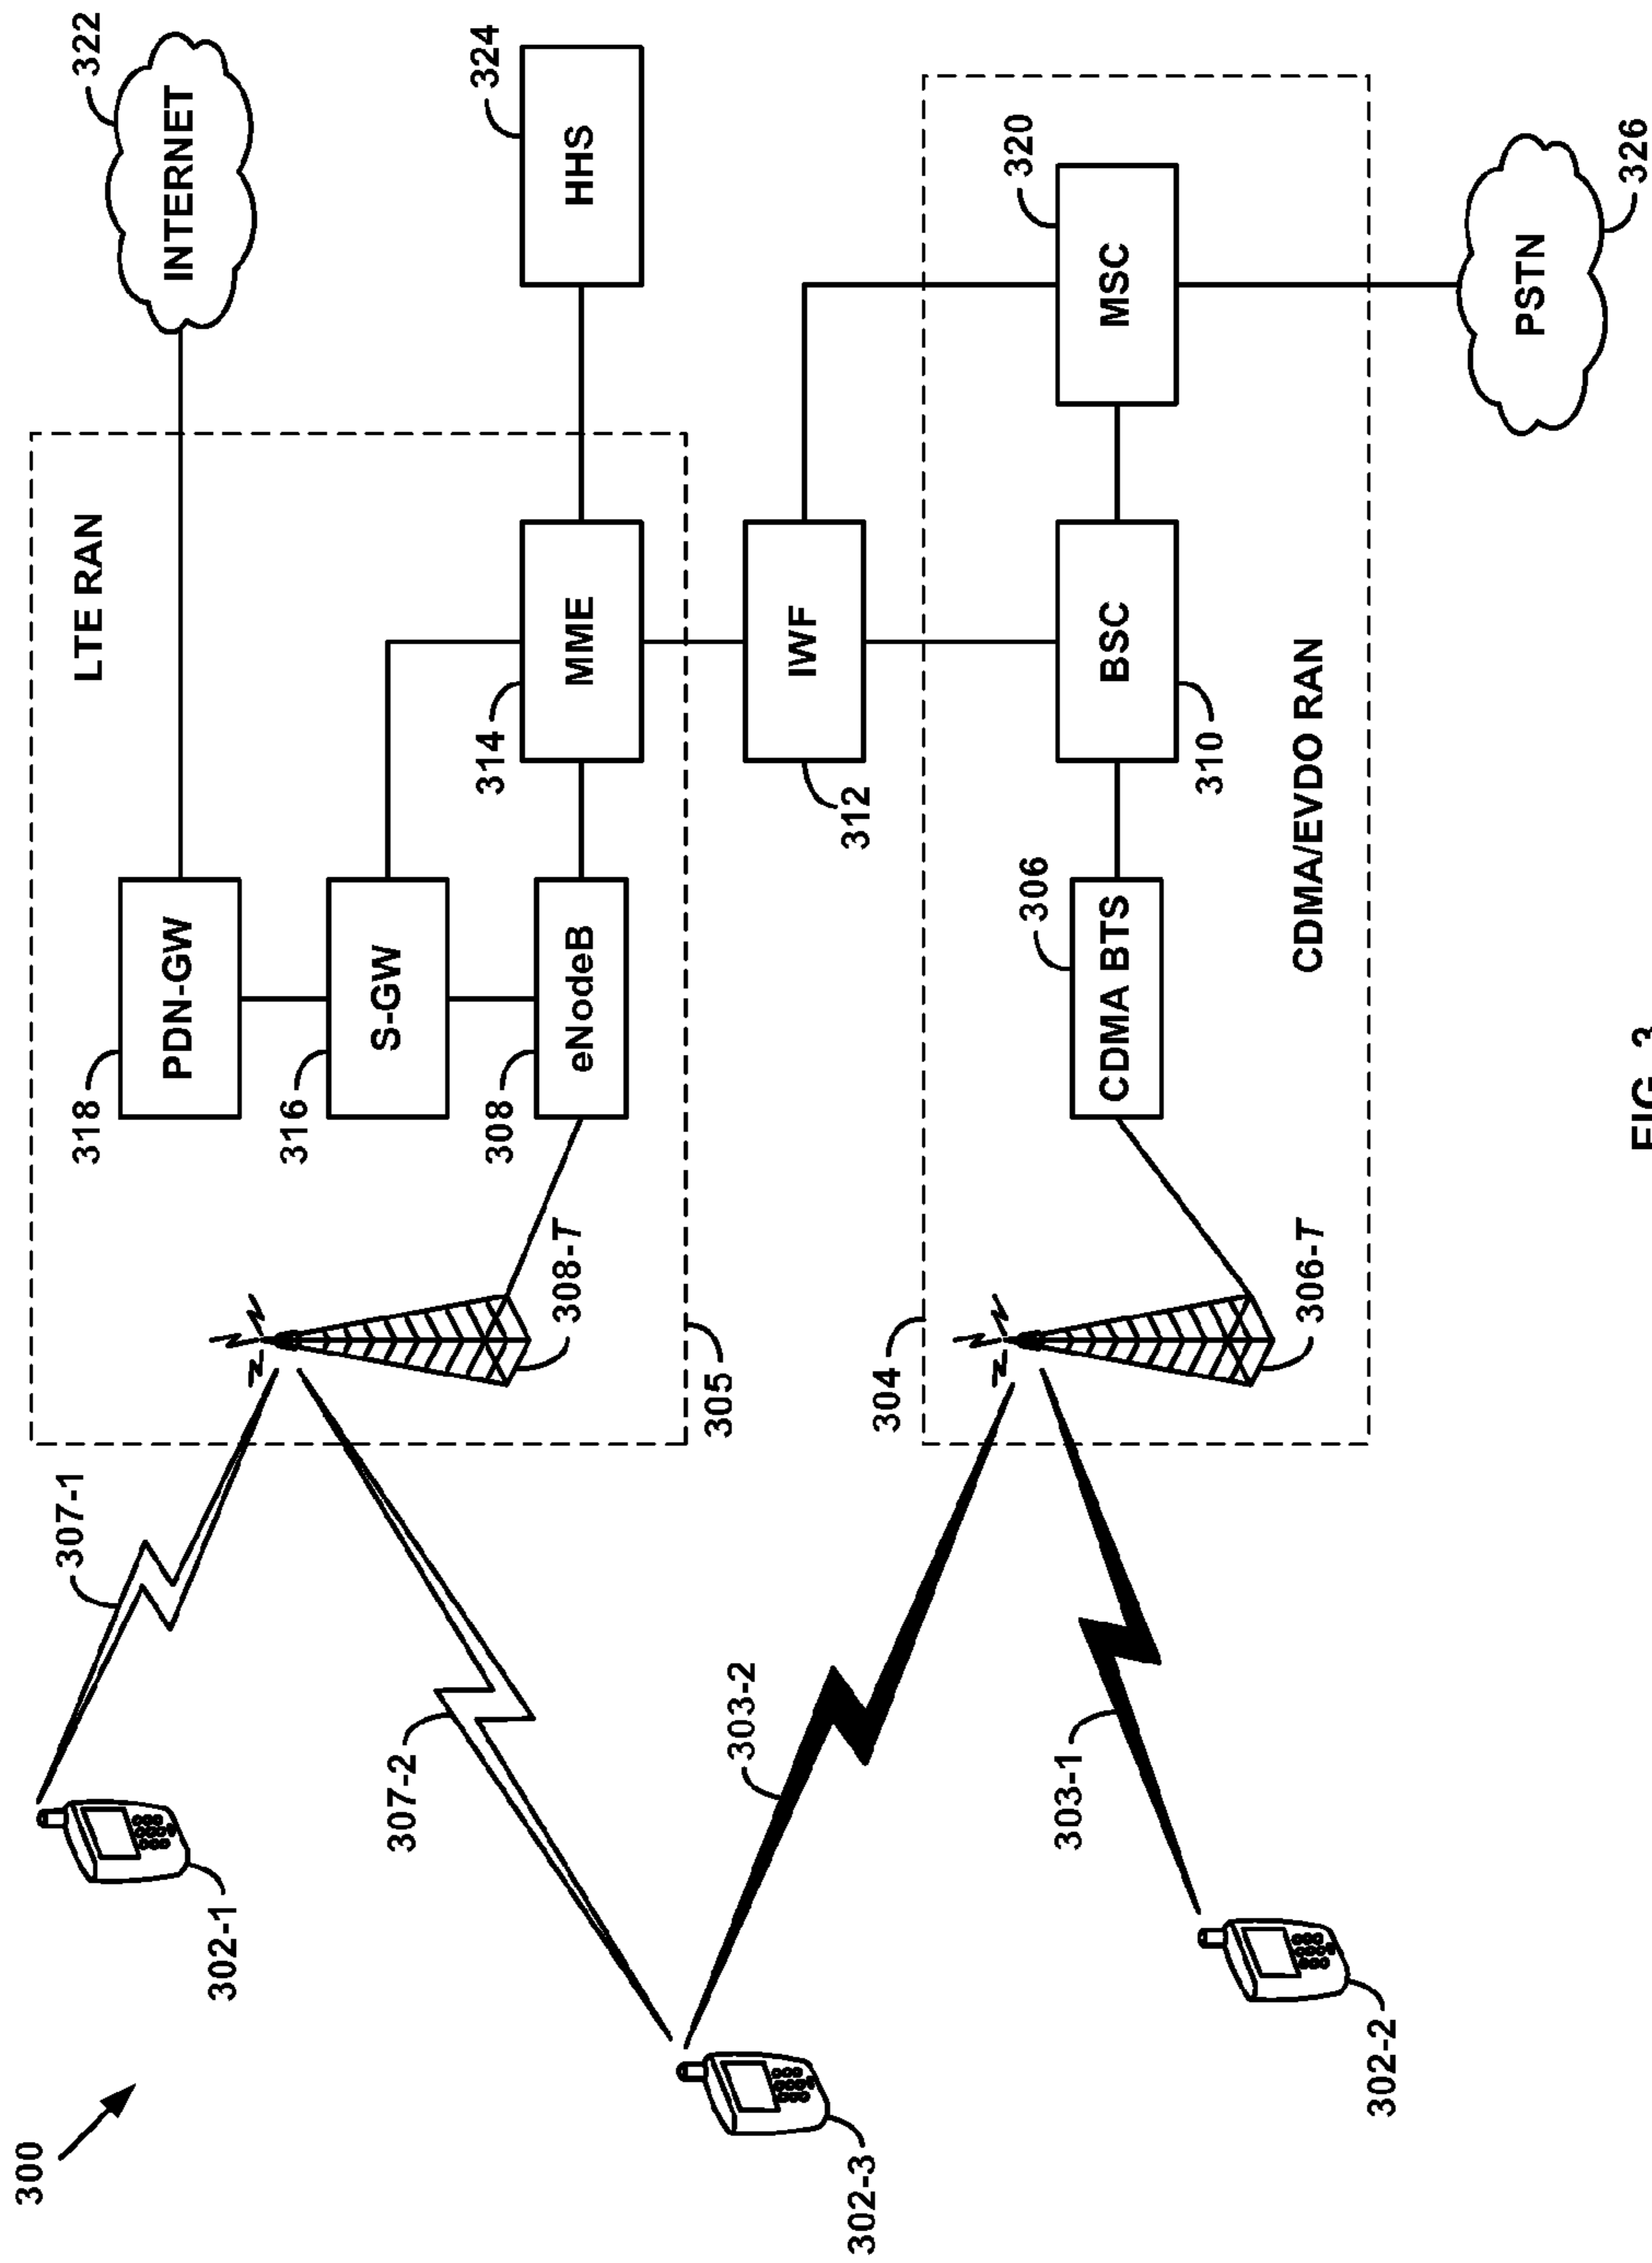 300
302-1
307-1
307-2
302-3
303-2
303-1
302-2
LTE RAN
318
PDN-GW
316
S-GW
308
eNodeB
308-T
305
314
MME
INTERNET
322
HHS
324
IWF
312
304
306-T
306
CDMA BTS
BSC
310
MSC
320
CDMA/EVDO RAN
PSTN
326
FIG. 3